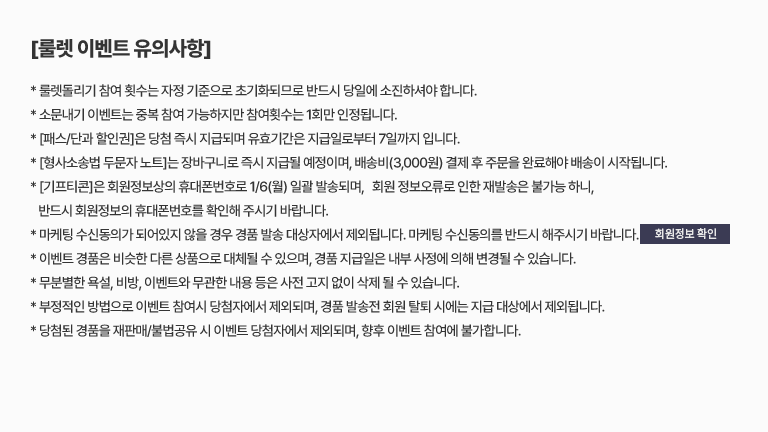 [룰렛 이벤트 유의사항]
* 룰렛돌리기 참여 횟수는 자정 기준으로 초기화되므로 반드시 당일에 소진하셔야 합니다.
* 소문내기 이벤트는 중복 참여 가능하지만 참여횟수는 1회만 인정됩니다.
* [패스/단과 할인권]은 당첨 즉시 지급되며 유효기간은 지급일로부터 7일까지 입니다.
* [형사소송법 두문자 노트]는 장바구니로 즉시 지급될 예정이며, 배송비(3,000원) 결제 후 주문을 완료해야 배송이 시작됩니다.
* [기프티콘]은 회원정보상의 휴대폰번호로 1/6(월) 일괄 발송되며, 회원 정보오류로 인한 재발송은 불가능 하니,
반드시 회원정보의 휴대폰번호를 확인해 주시기 바랍니다.
* 마케팅 수신동의가 되어있지 않을 경우 경품 발송 대상자에서 제외됩니다. 마케팅 수신동의를 반드시 해주시기 바랍니다. 회원정보 확인
* 이벤트 경품은 비슷한 다른 상품으로 대체될 수 있으며, 경품 지급일은 내부 사정에 의해 변경될 수 있습니다.
* 무분별한 욕설, 비방, 이벤트와 무관한 내용 등은 사전 고지 없이 삭제 될 수 있습니다.
* 부정적인 방법으로 이벤트 참여시 당첨자에서 제외되며, 경품 발송전 회원 탈퇴 시에는 지급 대상에서 제외됩니다.
* 당첨된 경품을 재판매/불법공유 시 이벤트 당첨자에서 제외되며, 향후 이벤트 참여에 불가합니다.